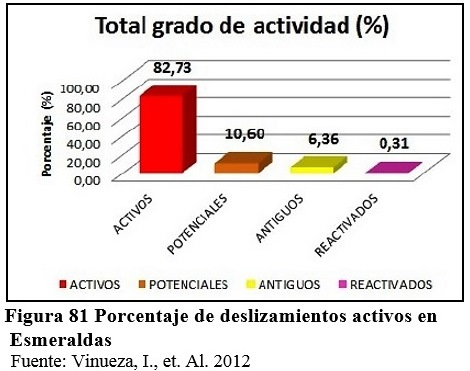 Total grado de actividad (%)
82,73
10,60
6,36
0,31
Porcentaje (%)
100,00
80,00
60,00
40,00
20,00
0,00
ACTIVOS
POTENCIALES
ANTIGUOS
REACTIVADOS
ACTIVOS POTENCIALES ANTIGUOS REACTIVADOS
Figura 81 Porcentaje de deslizamientos activos en
Esmeraldas
Fuente: Vinueza, I., et. Al. 2012